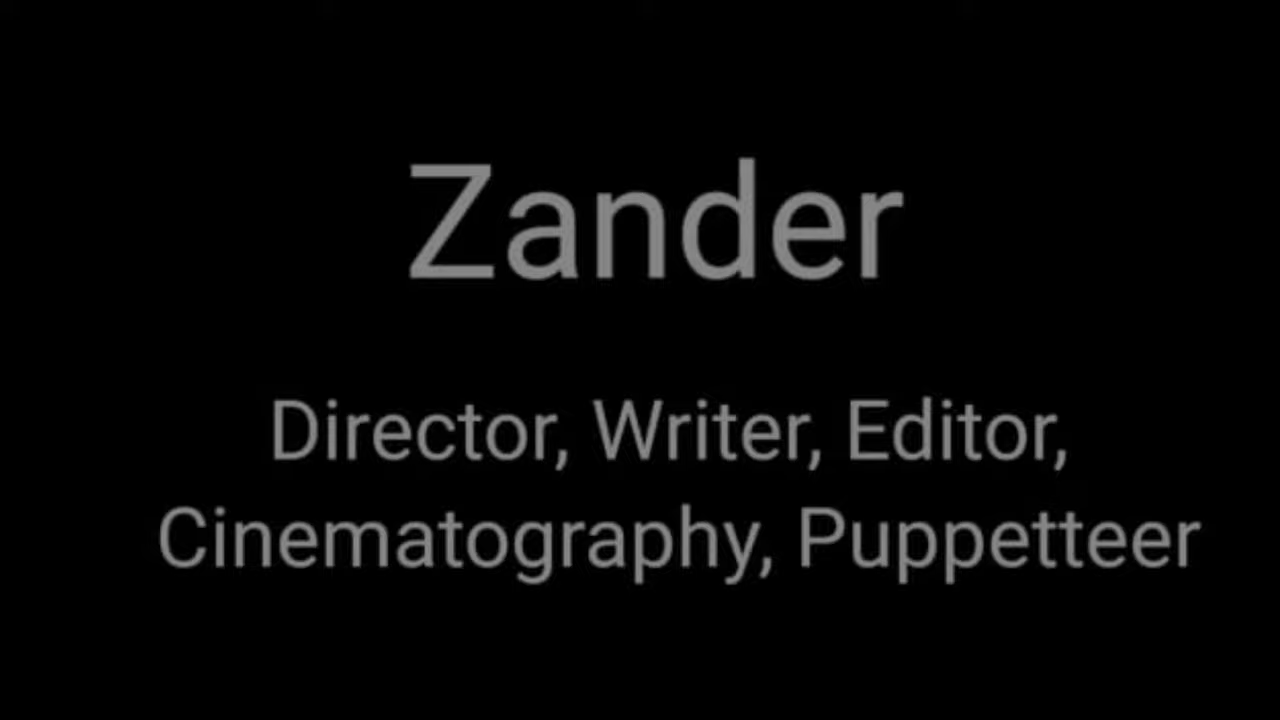 Zander
Director, Writer, Editor,
Cinematography, Puppetteer